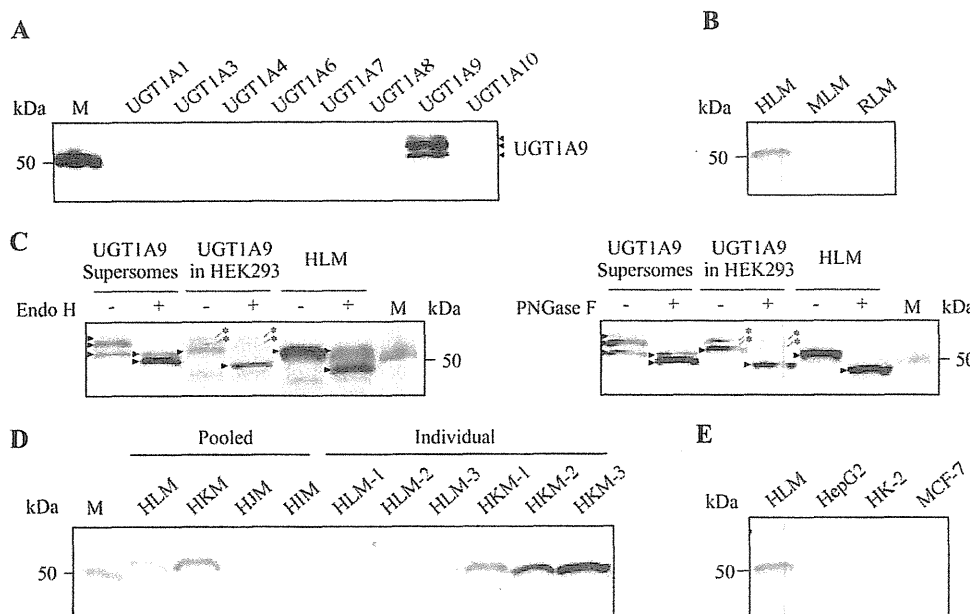 A
kDa M UGT1A1 UGT1A3 UGT1A4 UGT1A6 UGT1A7 UGT1A8 UGT1A9 UGT1A10
50
UGT1A9
B
kDa HLM MLM RLM
50
C
UGT1A9 Supersomes
UGT1A9 in HEK293
HLM
Endo H - + - + - + M kDa
* *
* *
50
UGT1A9 Supersomes
UGT1A9 in HEK293
HLM
PNGase F - + - + - + M kDa
* *
* *
50
D
Pooled Individual
kDa M HLM HKM HIM HIM HLM-1 HLM-2 HLM-3 HKM-1 HKM-2 HKM-3
50
E
kDa HLM HepG2 HK-2 MCF-7
50